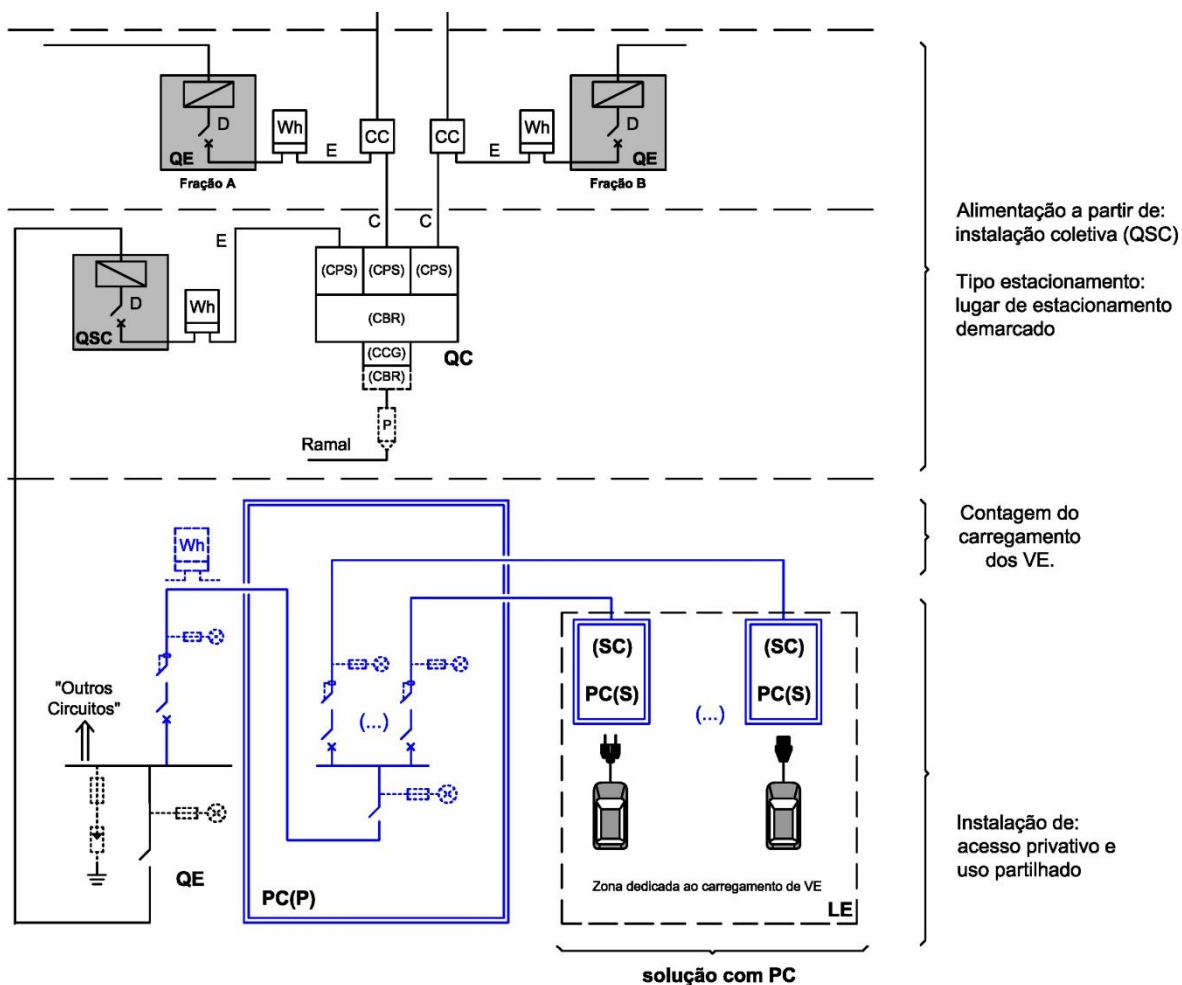 D
QE
Fração A
Wh
E
CC
CC
E
Wh
D
QE
Fração B
E
C
C
D
QSC
Wh
(CPS)
(CPS)
(CPS)
(CBR)
QC
(CCG)
(CBR)
P
Ramal
Alimentação a partir de:
instalação coletiva (QSC)
Tipo estacionamento:
lugar de estacionamento
demarcado
Wh
Contagem do
carregamento
dos VE.
"Outros
Circuitos"
QE
(...)
PC(P)
(SC)
PC(S)
(...)
(SC)
PC(S)
Zona dedicada ao carregamento de VE
LE
Instalação de:
acesso privativo e
uso partilhado
solução com PC